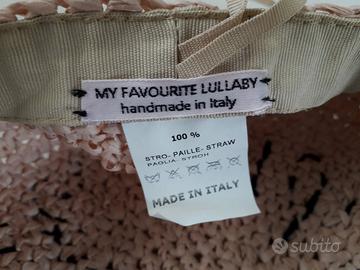 MY FAVOURITE LULLABY
handmade in Italy
100 %
STRO- PAILLE- STRAW
PAGLIA- STROH
MADE IN ITALY
subito